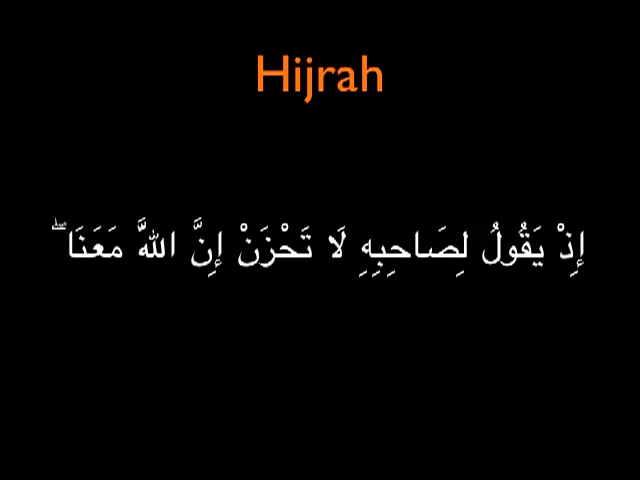 Hijrah
إِذْ يَقُولُ لِصَاحِبِهِ لَا تَحْزَنْ إِنَّ اللَّهَ مَعَنَا ۖ